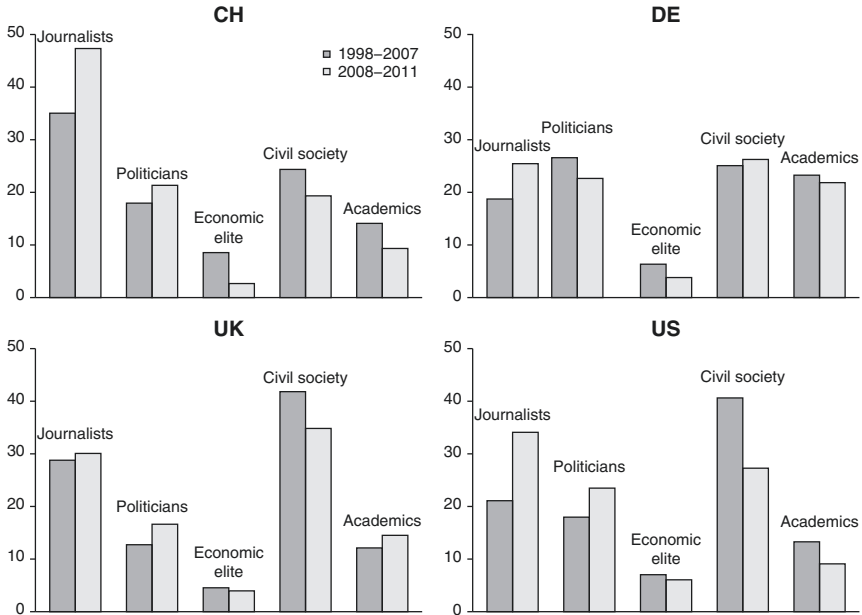 CH
50
40
30
20
10
0
Journalists
Politicians
Economic
elite
Civil society
Academics
1998–2007
2008–2011
DE
50
40
30
20
10
0
Journalists
Politicians
Economic
elite
Civil society
Academics
UK
50
40
30
20
10
0
Journalists
Politicians
Economic
elite
Civil society
Academics
US
50
40
30
20
10
0
Journalists
Politicians
Economic
elite
Civil society
Academics